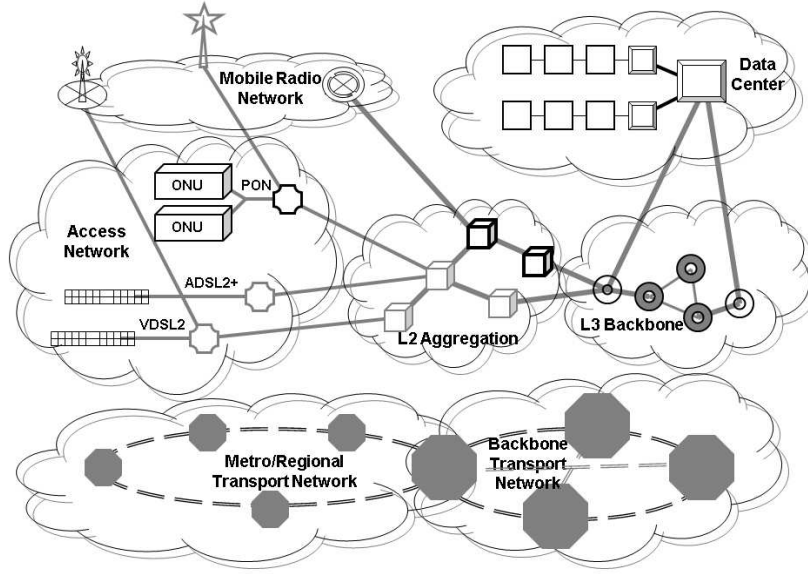 Mobile Radio
Network
Data
Center
ONU
PON
ONU
Access
Network
ADSL2+
VDSL2
L2 Aggregation
L3 Backbone
Metro/Regional
Transport Network
Backbone
Transport
Network